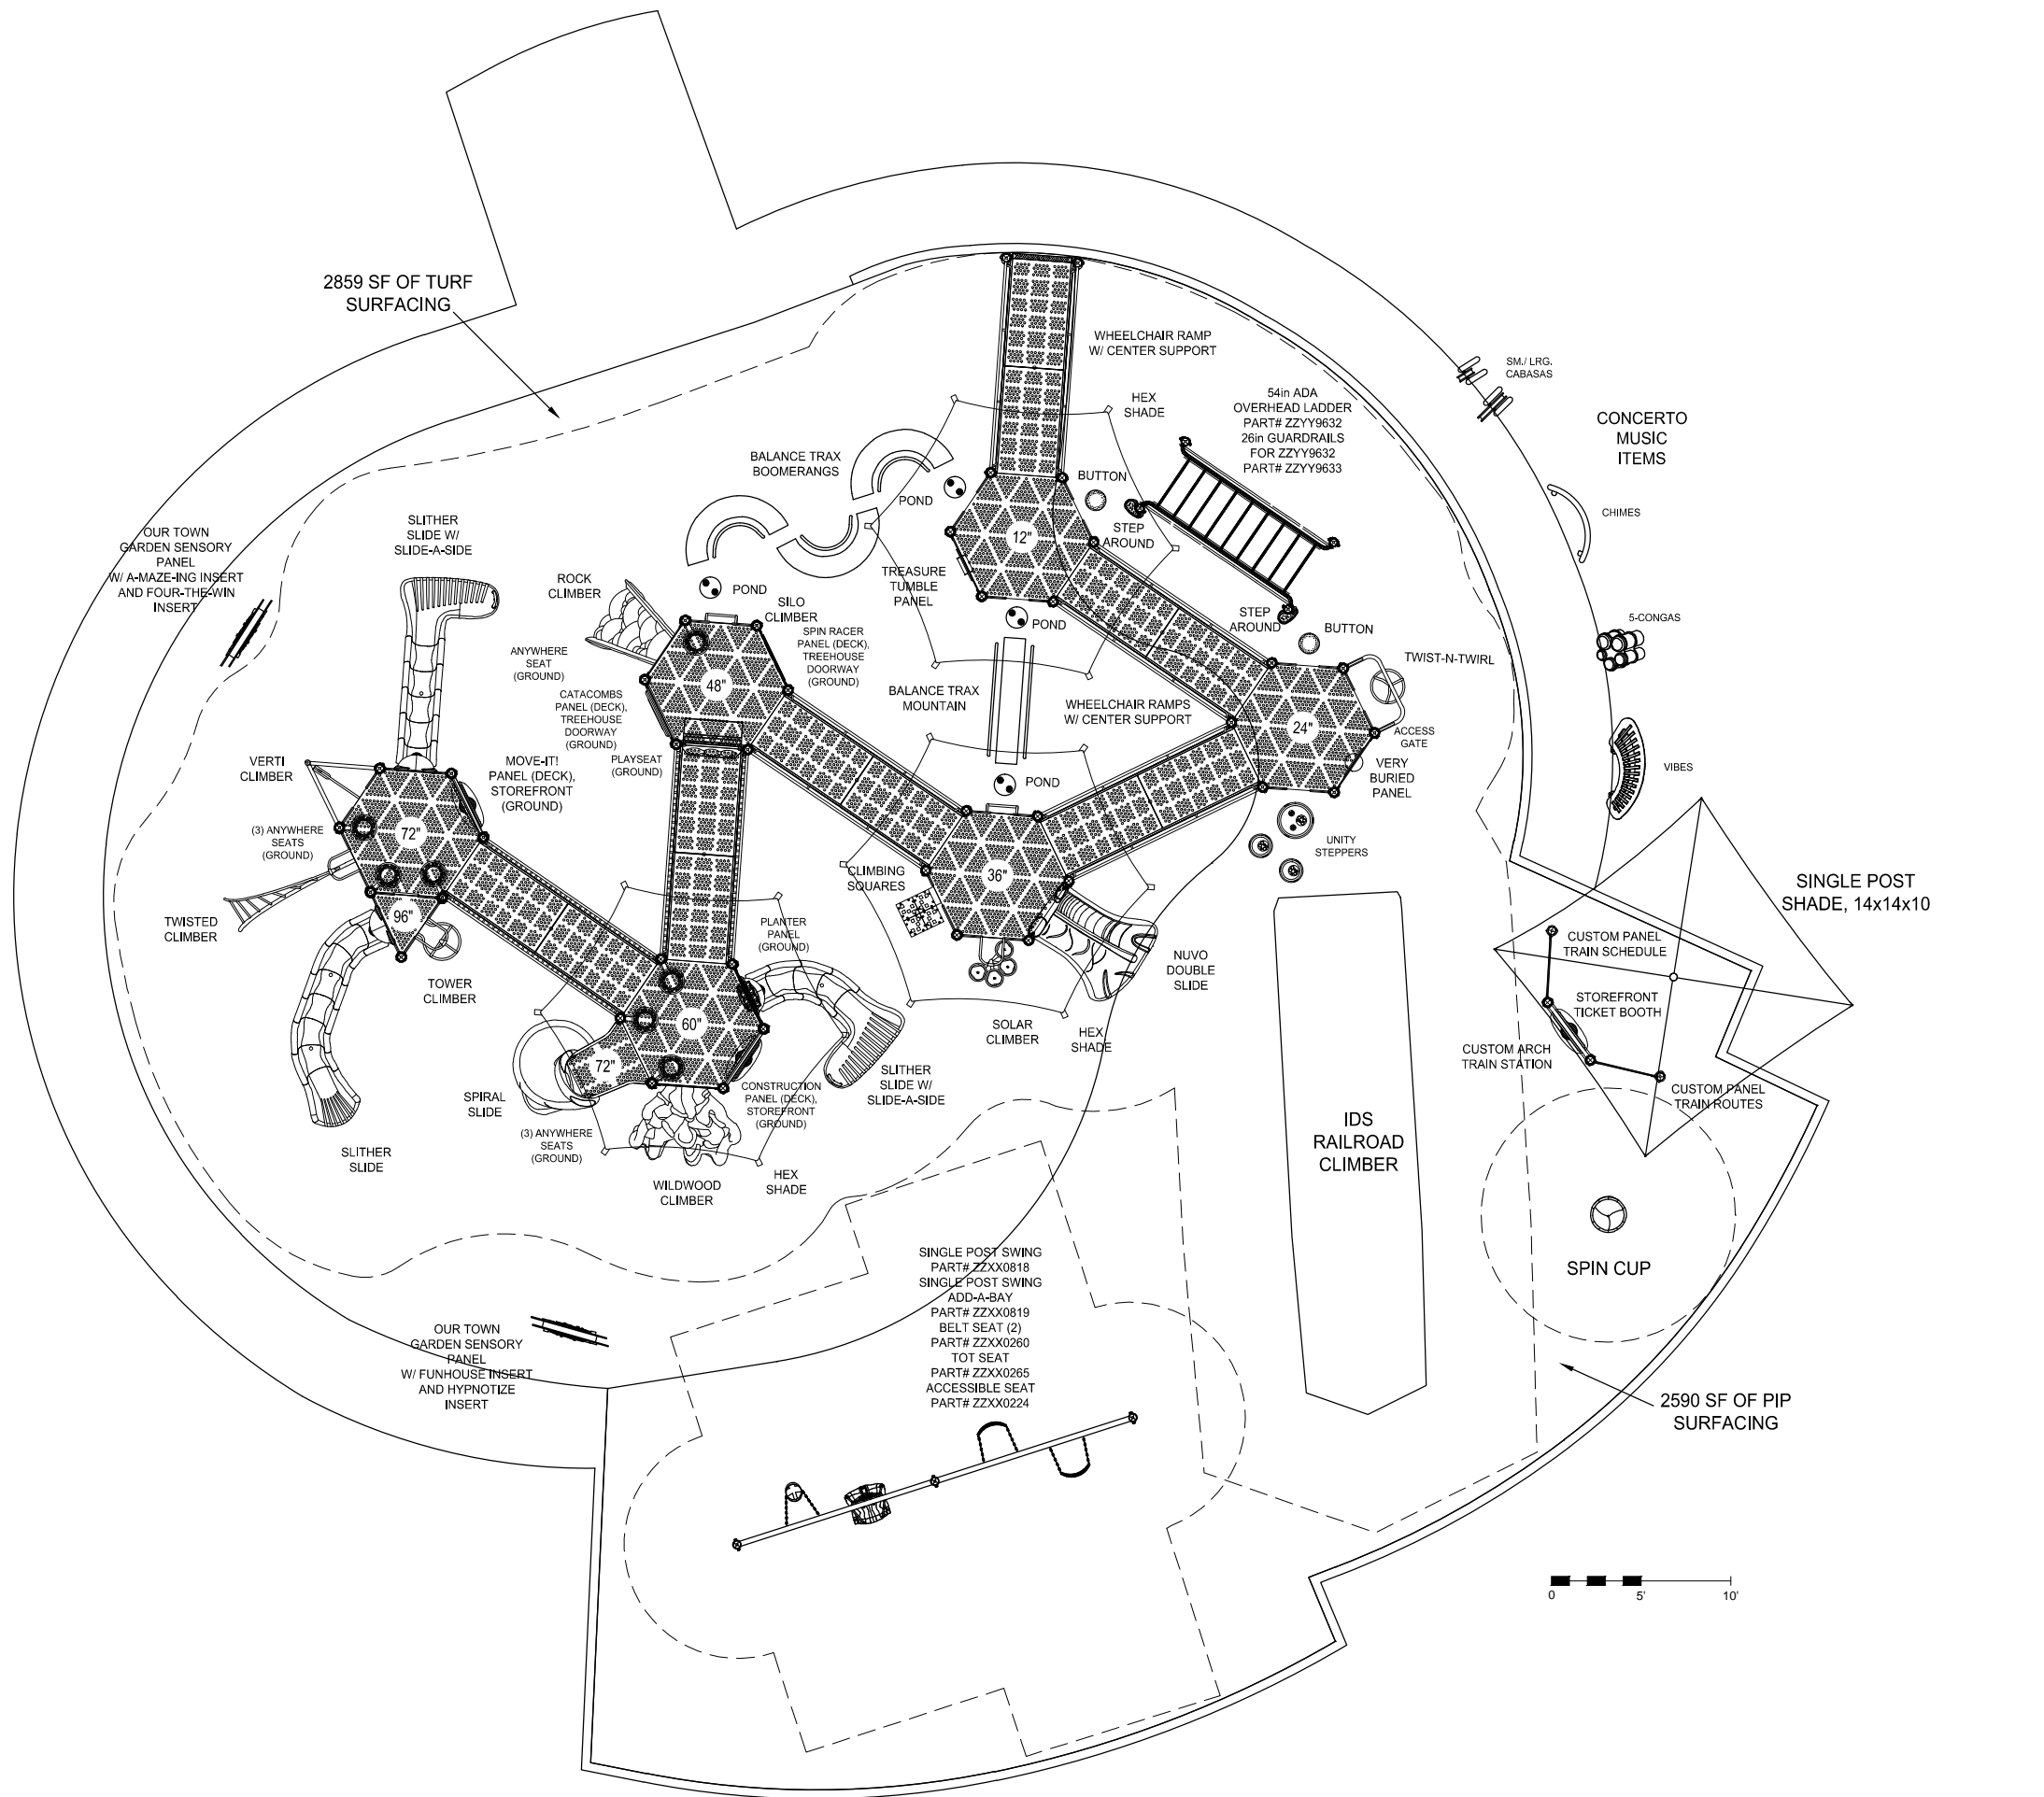 2859 SF OF TURF
SURFACING
WHEELCHAIR RAMP
W/ CENTER SUPPORT
SM./ LRG.
CABASAS
HEX
SHADE
54in ADA
OVERHEAD LADDER
PART# ZZYY9632
26in GUARDRAILS
FOR ZZYY9632
PART# ZZYY9633
CONCERTO
MUSIC
ITEMS
BALANCE TRAX
BOOMERANGS
POND
BUTTON
CHIMES
SLITHER
SLIDE W/
SLIDE-A-SIDE
OUR TOWN
GARDEN SENSORY
PANEL
W/ A-MAZE-ING INSERT
AND FOUR-THE-WIN
INSERT
12"
STEP
AROUND
ROCK
CLIMBER
POND
TREASURE
TUMBLE
PANEL
SILO
CLIMBER
POND
STEP
AROUND
BUTTON
5-CONGAS
SPIN RACER
PANEL (DECK),
TREEHOUSE
DOORWAY
(GROUND)
ANYWHERE
SEAT
(GROUND)
TWIST-N-TWIRL
48"
CATACOMBS
PANEL (DECK),
TREEHOUSE
DOORWAY
(GROUND)
BALANCE TRAX
MOUNTAIN
WHEELCHAIR RAMPS
W/ CENTER SUPPORT
24"
ACCESS
GATE
PLAYSEAT
(GROUND)
VERTI
CLIMBER
MOVE-IT!
PANEL (DECK),
STOREFRONT
(GROUND)
POND
VERY
BURIED
PANEL
VIBES
(3) ANYWHERE
SEATS
(GROUND)
72"
UNITY
STEPPERS
CLIMBING
SQUARES
36"
SINGLE POST
SHADE, 14x14x10
TWISTED
CLIMBER
96"
PLANTER
PANEL
(GROUND)
CUSTOM PANEL
TRAIN SCHEDULE
NUVO
DOUBLE
SLIDE
TOWER
CLIMBER
STOREFRONT
TICKET BOOTH
60"
SOLAR
CLIMBER
HEX
SHADE
CUSTOM ARCH
TRAIN STATION
72"
SLITHER
SLIDE W/
SLIDE-A-SIDE
SPIRAL
SLIDE
CONSTRUCTION
PANEL (DECK),
STOREFRONT
(GROUND)
CUSTOM PANEL
TRAIN ROUTES
(3) ANYWHERE
SEATS
(GROUND)
IDS
RAILROAD
CLIMBER
SLITHER
SLIDE
WILDWOOD
CLIMBER
HEX
SHADE
SINGLE POST SWING
PART# ZZXX0818
SINGLE POST SWING
ADD-A-BAY
PART# ZZXX0819
BELT SEAT (2)
PART# ZZXX0260
TOT SEAT
PART# ZZXX0265
ACCESSIBLE SEAT
PART# ZZXX0224
SPIN CUP
OUR TOWN
GARDEN SENSORY
PANEL
W/ FUNHOUSE INSERT
AND HYPNOTIZE
INSERT
2590 SF OF PIP
SURFACING
0 5' 10'